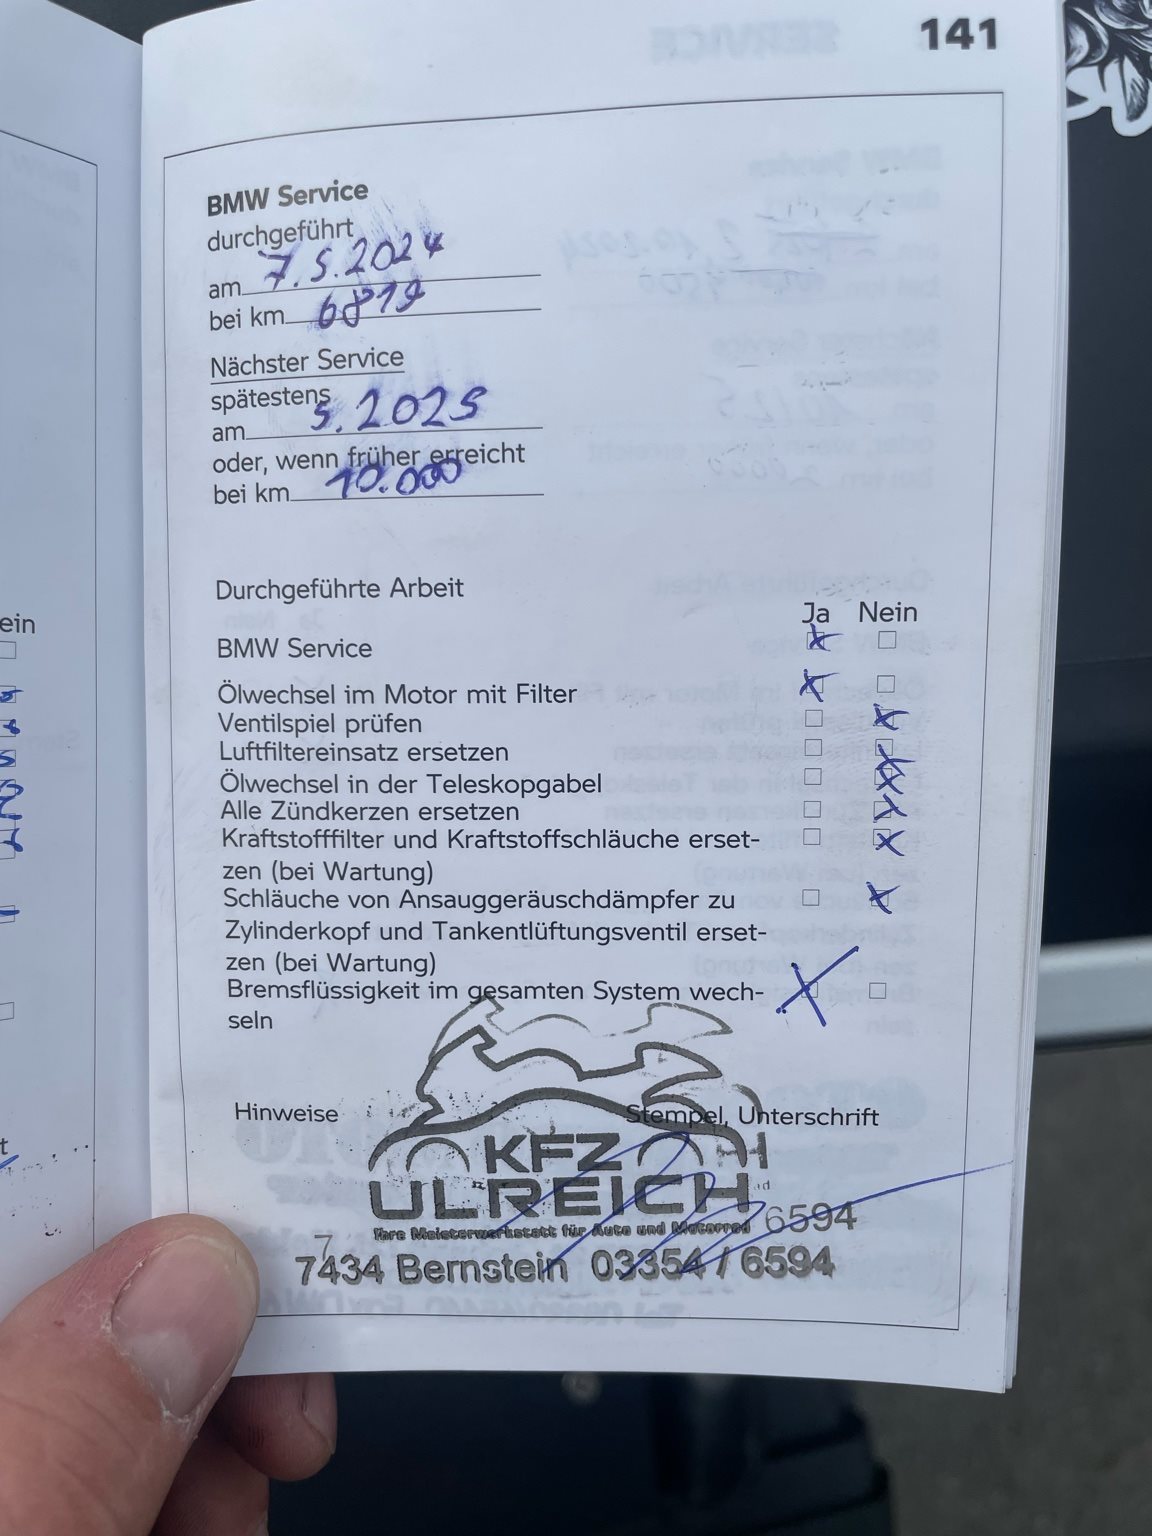 141
BMW Service
durchgeführt
am 7.5.2024
bei km 6819
Nächster Service
spätestens
am 5.2025
oder, wenn früher erreicht
bei km 10.000
Durchgeführte Arbeit
Ja Nein
BMW Service
Ölwechsel im Motor mit Filter
Ventilspiel prüfen
Luftfiltereinsatz ersetzen
Ölwechsel in der Teleskopgabel
Alle Zündkerzen ersetzen
Kraftstofffilter und Kraftstoffschläuche erset-
zen (bei Wartung)
Schläuche von Ansauggeräuschdämpfer zu
Zylinderkopf und Tankentlüftungsventil erset-
zen (bei Wartung)
Bremsflüssigkeit im gesamten System wech-
seln
Hinweise
Stempel, Unterschrift
KFZ
ULREICH
Ihre Meisterwerkstatt für Auto und Motorrad
6594
7434 Bernstein 03354 / 6594
ein